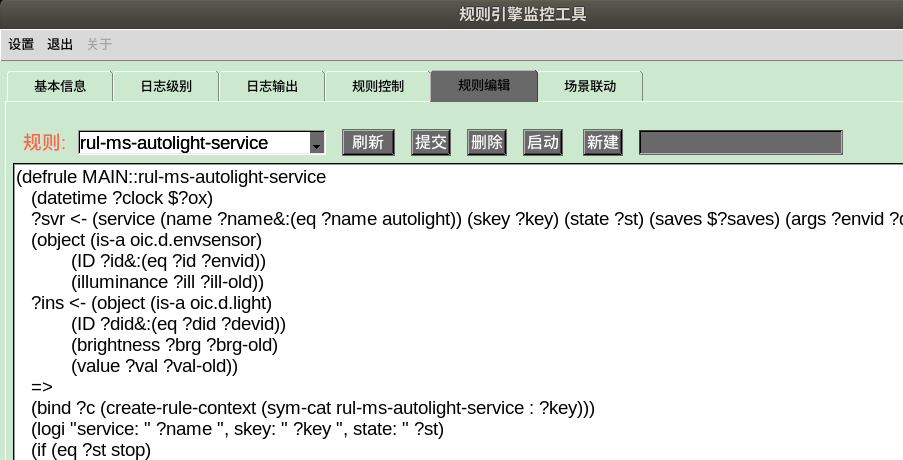 规则引擎监控工具
设置 退出 关于
基本信息 日志级别 日志输出 规则控制 规则编辑 场景联动
规则: rul-ms-autolight-service 刷新 提交 删除 启动 新建
(defrule MAIN::rul-ms-autolight-service
(datetime ?clock $?ox)
?svr <- (service (name ?name&:(eq ?name autolight)) (skey ?key) (state ?st) (saves $?saves) (args ?envid
(object (is-a oic.d.envsensor)
(ID ?id&:(eq ?id ?envid))
(illuminance ?ill ?ill-old))
?ins <- (object (is-a oic.d.light)
(ID ?did&:(eq ?did ?devid))
(brightness ?brg ?brg-old)
(value ?val ?val-old))
=>
(bind ?c (create-rule-context (sym-cat rul-ms-autolight-service : ?key)))
(logi "service: " ?name ", skey: " ?key ", state: " ?st)
(if (eq ?st stop)